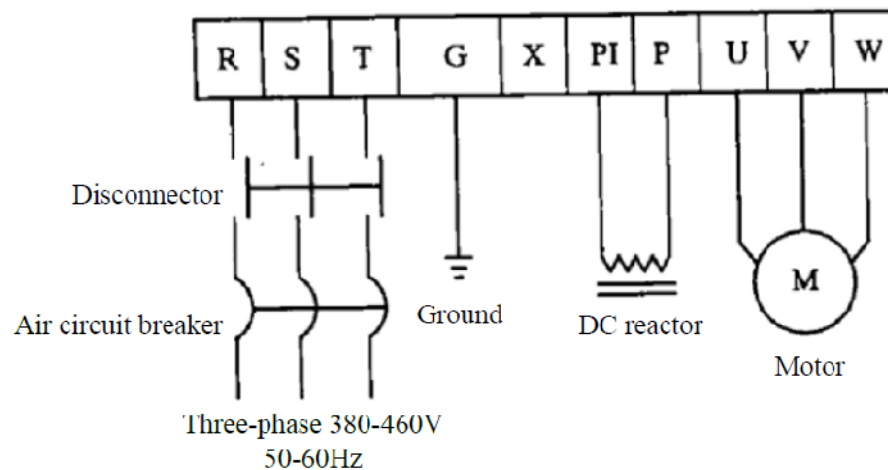 R S T G X PI P U V W
Disconnector
Air circuit breaker
Ground
DC reactor
M
Motor
Three-phase 380-460V
50-60Hz